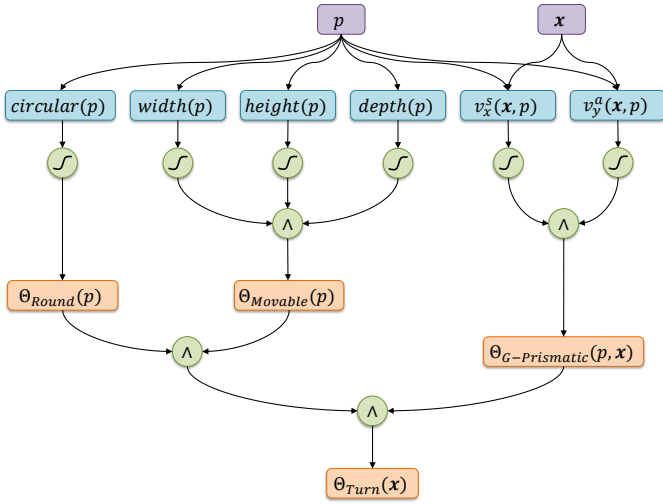 p
x
circular(p)
width(p)
height(p)
depth(p)
v_x^s(x, p)
v_y^a(x, p)
∧
∧
Θ_Round(p)
Θ_Movable(p)
∧
Θ_G−Prismatic(p, x)
∧
Θ_Turn(x)